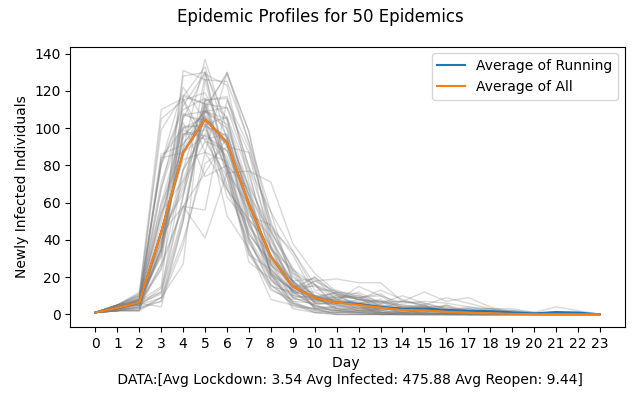 Epidemic Profiles for 50 Epidemics
Average of Running
Average of All
Newly Infected Individuals
140
120
100
80
60
40
20
0
0 1 2 3 4 5 6 7 8 9 10 11 12 13 14 15 16 17 18 19 20 21 22 23
Day
DATA:[Avg Lockdown: 3.54 Avg Infected: 475.88 Avg Reopen: 9.44]